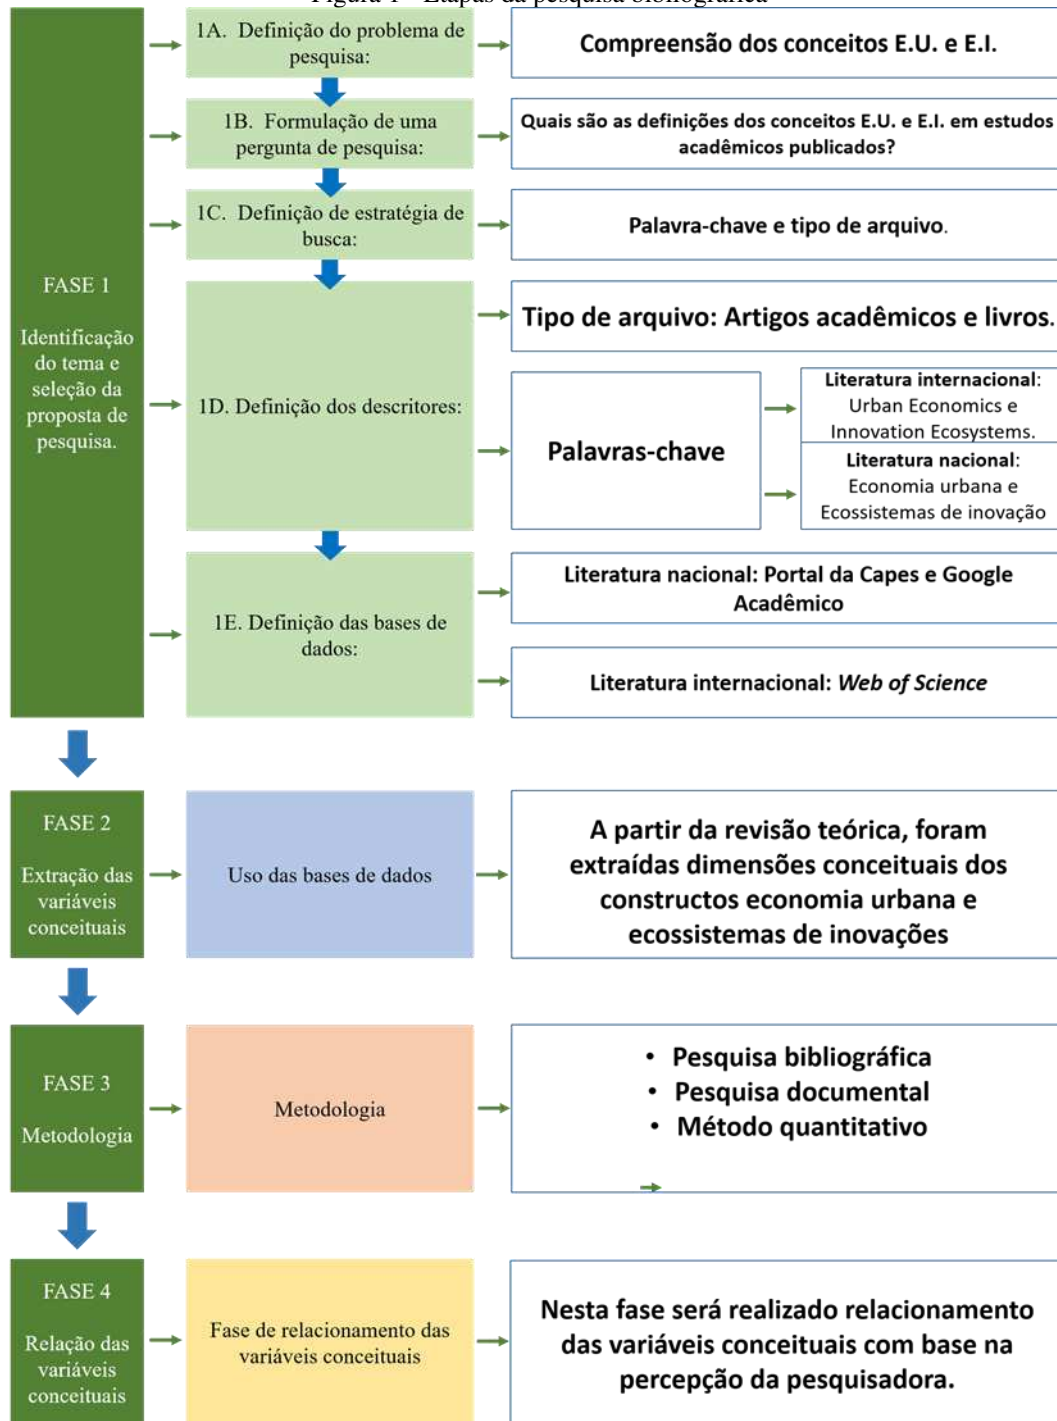 Figura 1 - Etapas da pesquisa bibliográfica
FASE 1
Identificação
do tema e
seleção da
proposta de
pesquisa.
1A. Definição do problema de
pesquisa:
Compreensão dos conceitos E.U. e E.I.
1B. Formulação de uma
pergunta de pesquisa:
Quais são as definições dos conceitos E.U. e E.I. em estudos
acadêmicos publicados?
1C. Definição de estratégia de
busca:
Palavra-chave e tipo de arquivo.
1D. Definição dos descritores:
Tipo de arquivo: Artigos acadêmicos e livros.
Palavras-chave
Literatura internacional:
Urban Economics e
Innovation Ecosystems.
Literatura nacional:
Economia urbana e
Ecossistemas de inovação
1E. Definição das bases de
dados:
Literatura nacional: Portal da Capes e Google
Acadêmico
Literatura internacional: Web of Science
FASE 2
Extração das
variáveis
conceituais
Uso das bases de dados
A partir da revisão teórica, foram
extraídas dimensões conceituais dos
constructos economia urbana e
ecossistemas de inovações
FASE 3
Metodologia
Metodologia
• Pesquisa bibliográfica
• Pesquisa documental
• Método quantitativo
FASE 4
Relação das
variáveis
conceituais
Fase de relacionamento das
variáveis conceituais
Nesta fase será realizado relacionamento
das variáveis conceituais com base na
percepção da pesquisadora.